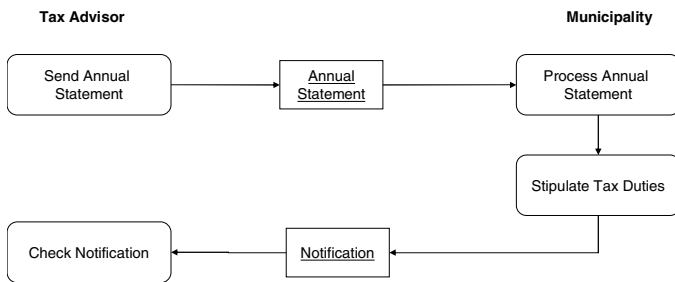 Tax Advisor
Municipality
Send Annual
Statement
Annual
Statement
Process Annual
Statement
Stipulate Tax Duties
Check Notification
Notification